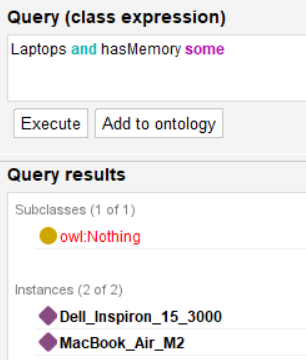 Query (class expression)
Laptops and hasMemory some
Execute
Add to ontology
Query results
Subclasses (1 of 1)
owl:Nothing
Instances (2 of 2)
Dell_Inspiron_15_3000
MacBook_Air_M2